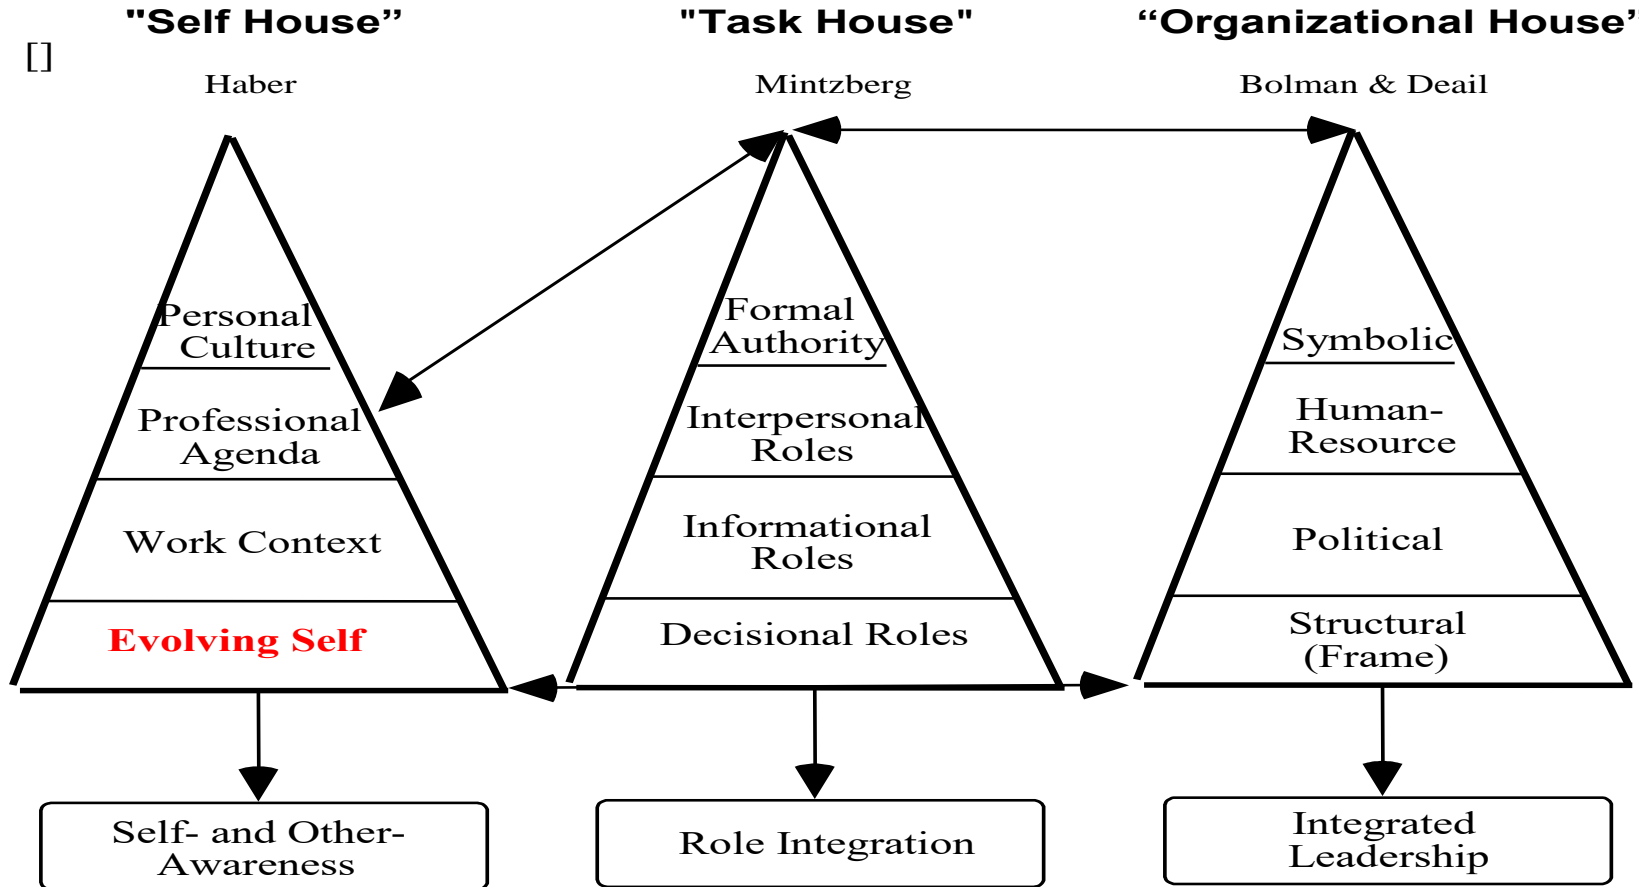 "Self House”
"Task House"
“Organizational House”
[]
Haber
Mintzberg
Bolman & Deail
Personal
Culture
Professional
Agenda
Work Context
Evolving Self
Formal
Authority
Interpersonal
Roles
Informational
Roles
Decisional Roles
Symbolic
Human-
Resource
Political
Structural
(Frame)
Self- and Other-
Awareness
Role Integration
Integrated
Leadership